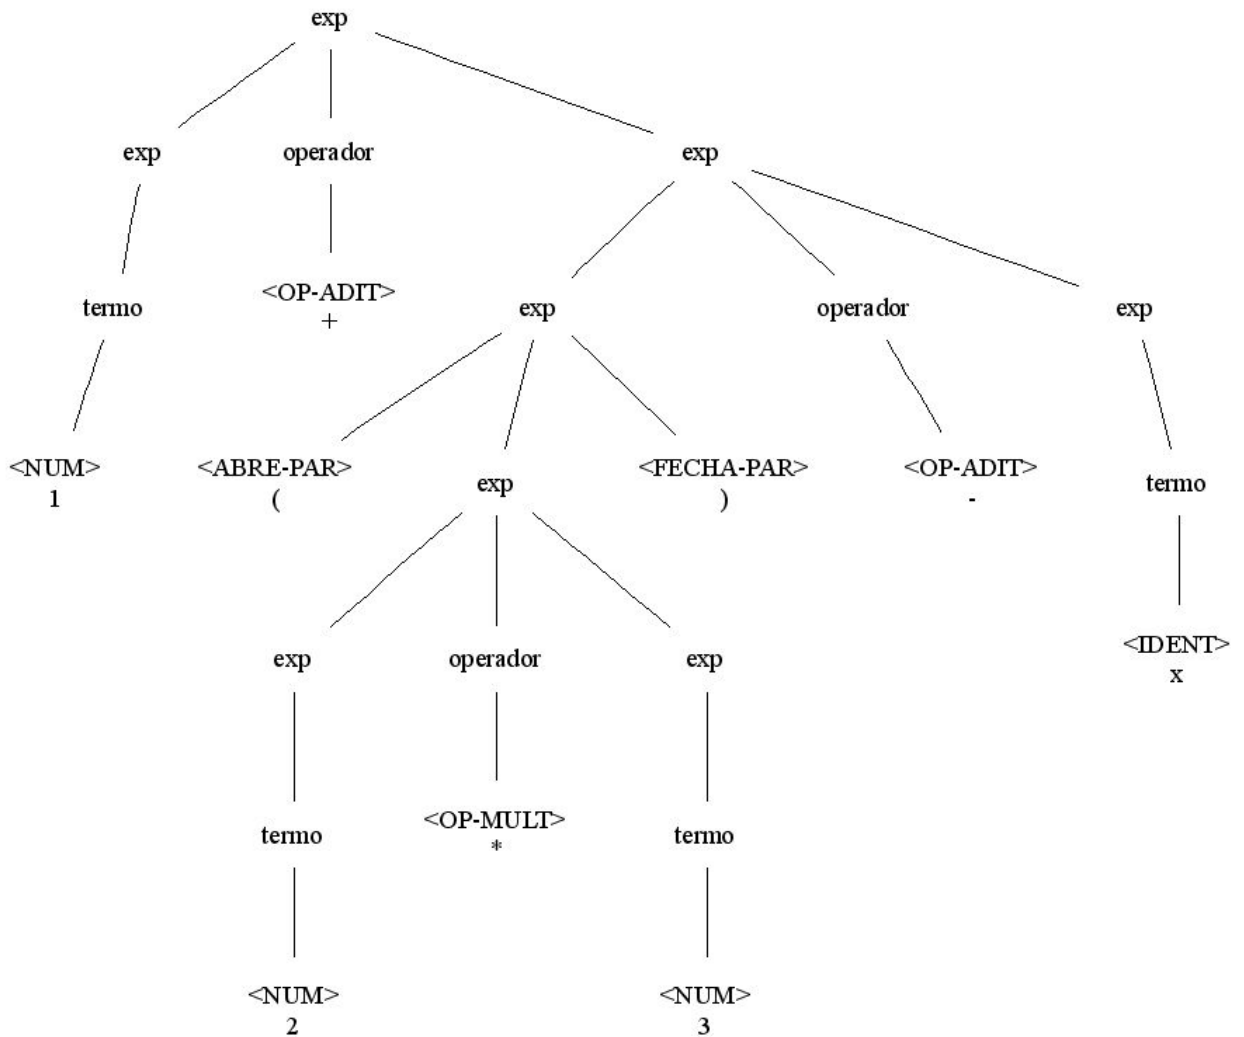 exp
exp operador exp
termo <OP-ADIT> exp operador exp
+
<NUM> <ABRE-PAR> exp <FECHA-PAR> <OP-ADIT> termo
1 ( ) -
exp operador exp <IDENT>
x
termo <OP-MULT> termo
*
<NUM> <NUM>
2 3